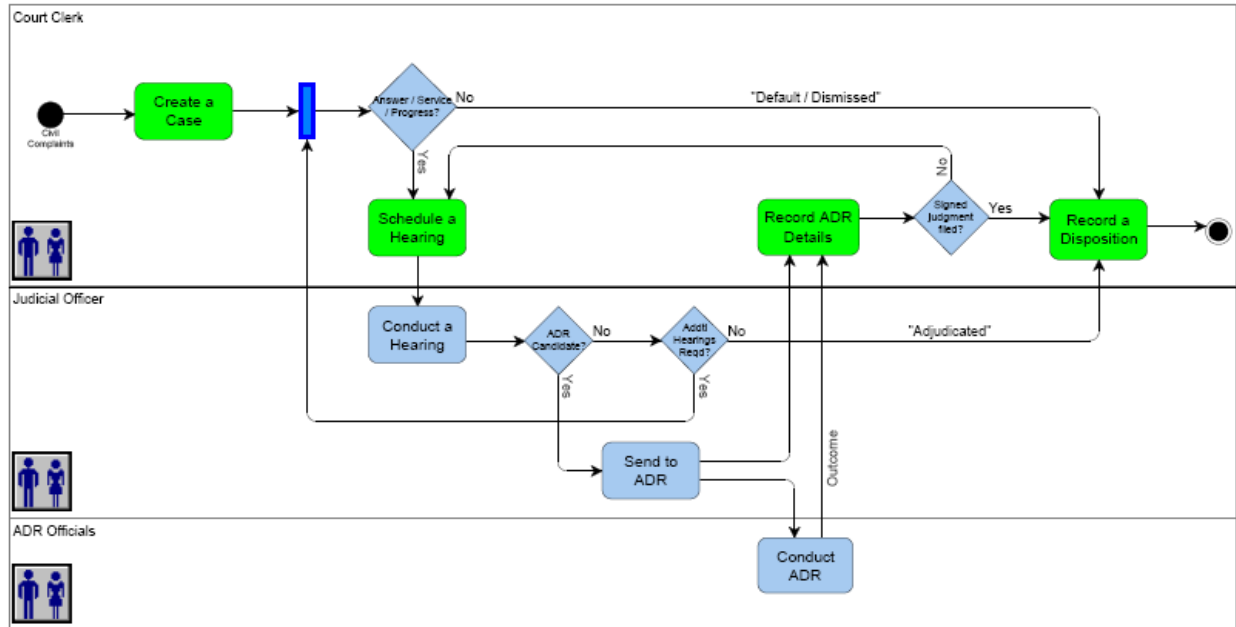 Court Clerk
Civil
Complaints
Create a
Case
Answer / Service
/ Progress?
No
"Default / Dismissed"
Yes
Schedule a
Hearing
Record ADR
Details
No
Signed
Judgment
filed?
Yes
Record a
Disposition
Judicial Officer
Conduct a
Hearing
ADR
Candidate?
No
Addtl
Hearings
Reqd?
No
"Adjudicated"
Yes
Yes
Send to
ADR
Outcome
ADR Officials
Conduct
ADR